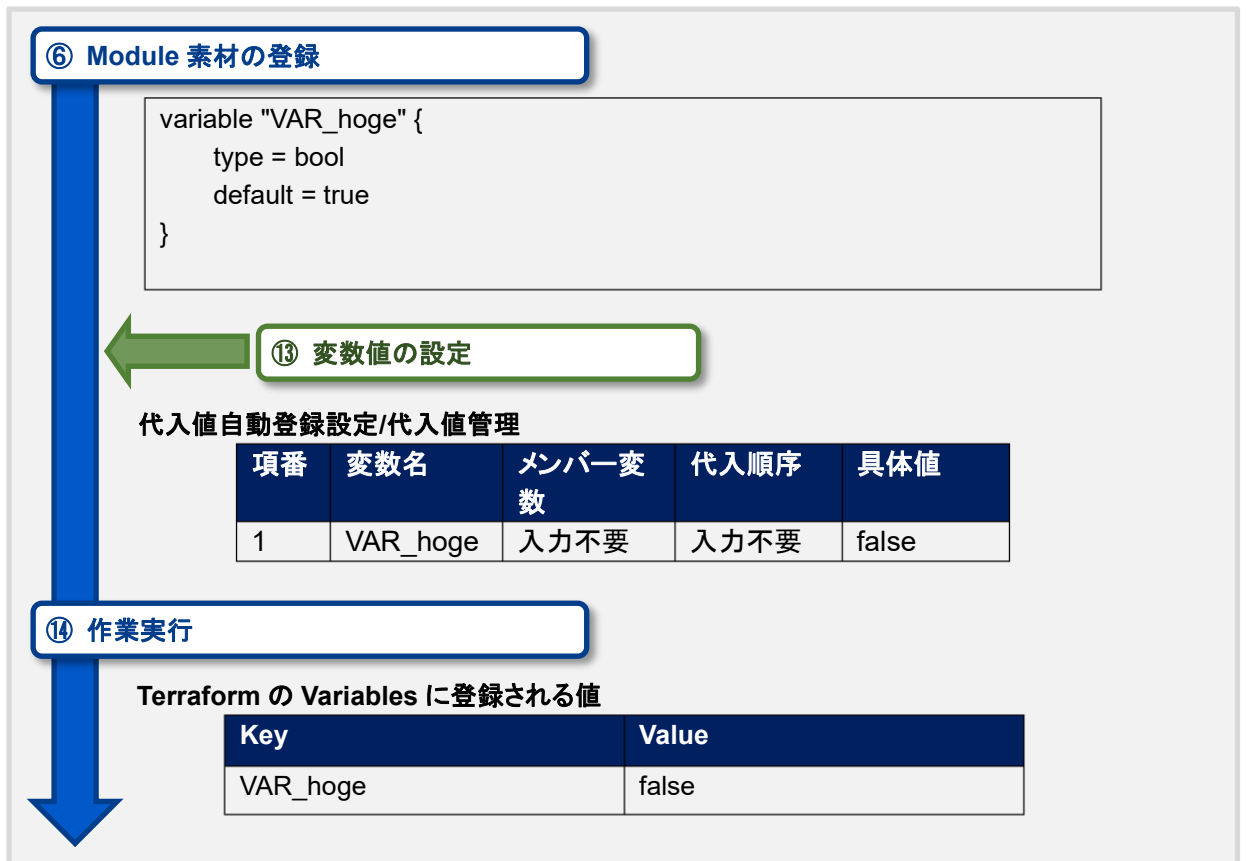 ⑥ Module 素材の登録
variable "VAR_hoge" {
type = bool
default = true
}
⑬ 変数値の設定
代入値自動登録設定/代入値管理
項番 変数名 メンバー変数 代入順序 具体値
1 VAR_hoge 入力不要 入力不要 false
⑭ 作業実行
Terraform の Variables に登録される値
Key Value
VAR_hoge false